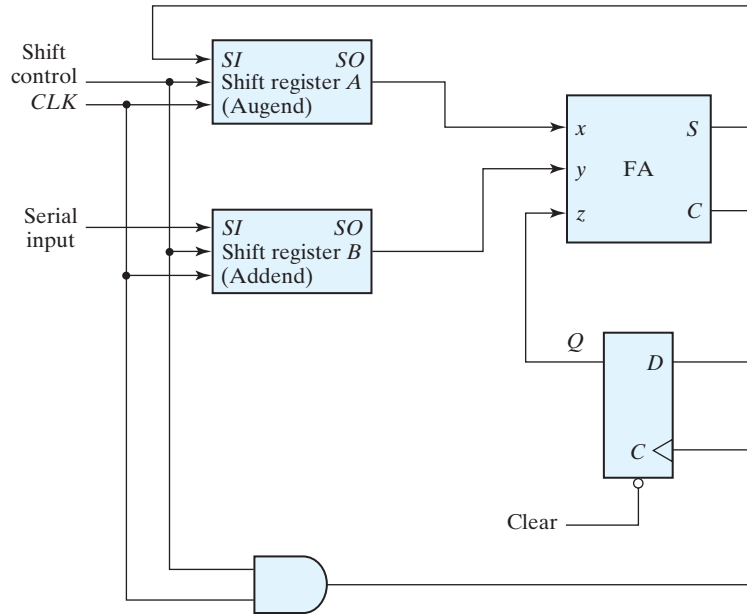 Shift
control
CLK
SI SO
Shift register A
(Augend)
x S
y FA
z C
Serial
input
SI SO
Shift register B
(Addend)
Q
D
C
Clear